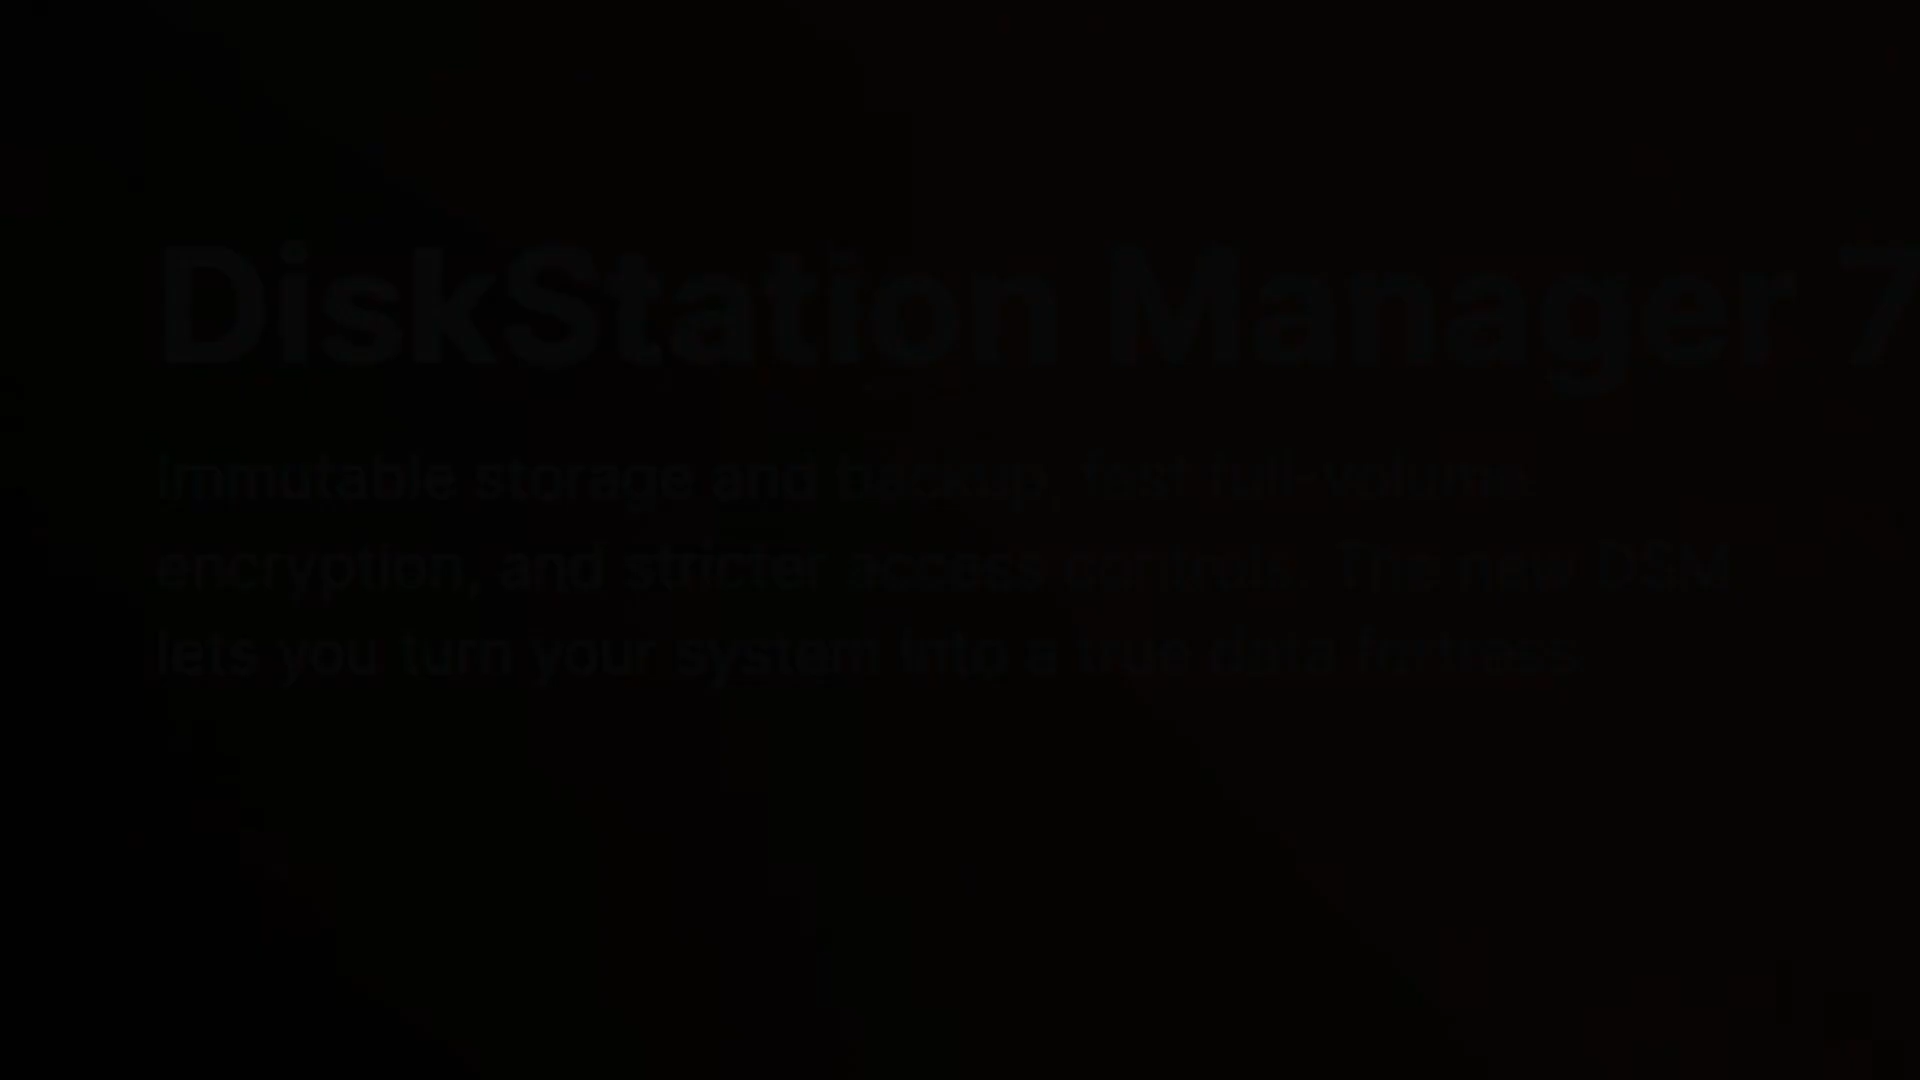 DiskStation Manager 7
Immutable storage and backup, fast full-volume
encryption, and stricter access controls. The new DSM
lets you turn your system into a true data fortress.